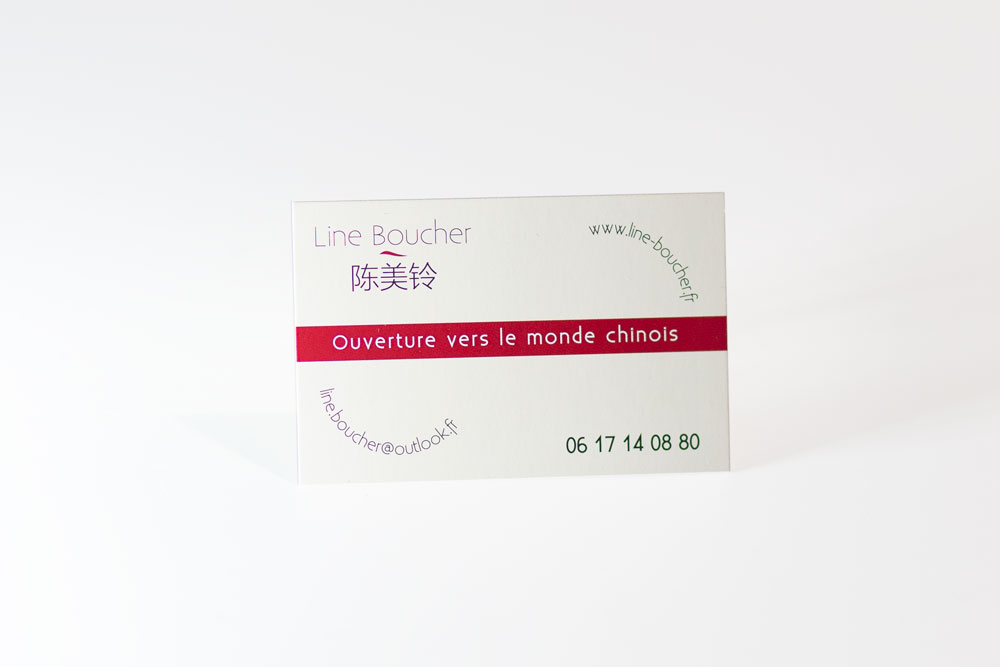 Line Boucher
陈美铃
www.line-boucher.fr
Ouverture vers le monde chinois
line.boucher@outlook.fr
06 17 14 08 80